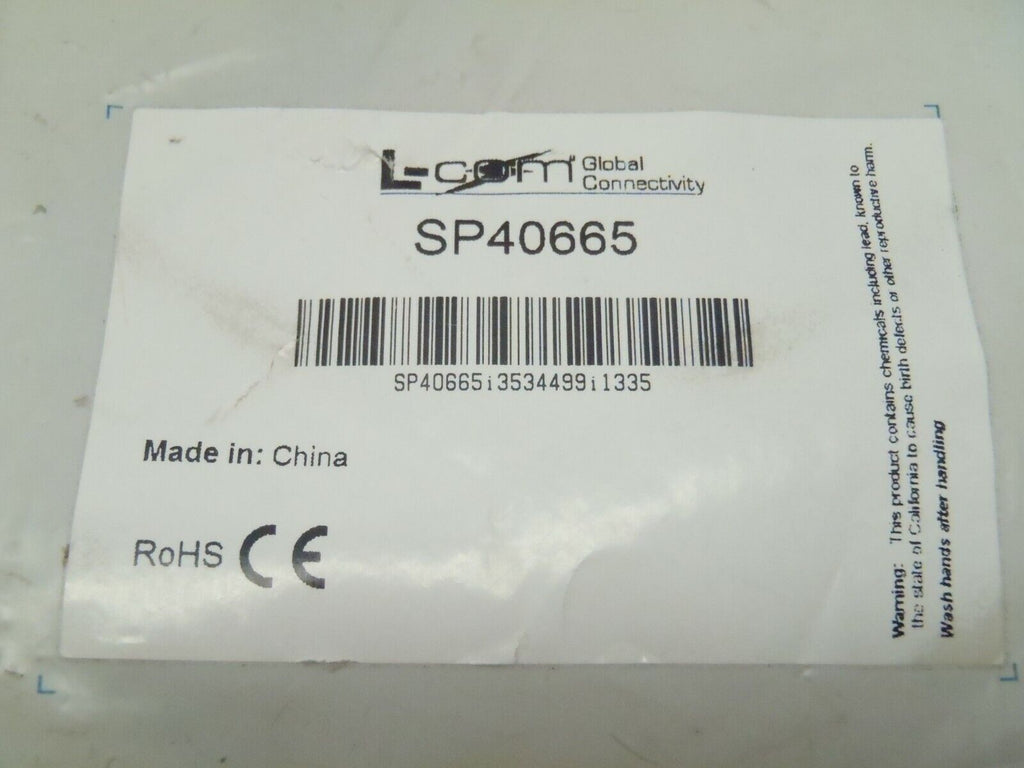 L-com Global
Connectivity
SP40665
SP40665i3534499i1335
Made in: China
RoHS CE
Warning: This product contains chemicals including lead, known to
the state of California to cause birth defects or other reproductive harm.
Wash hands after handling